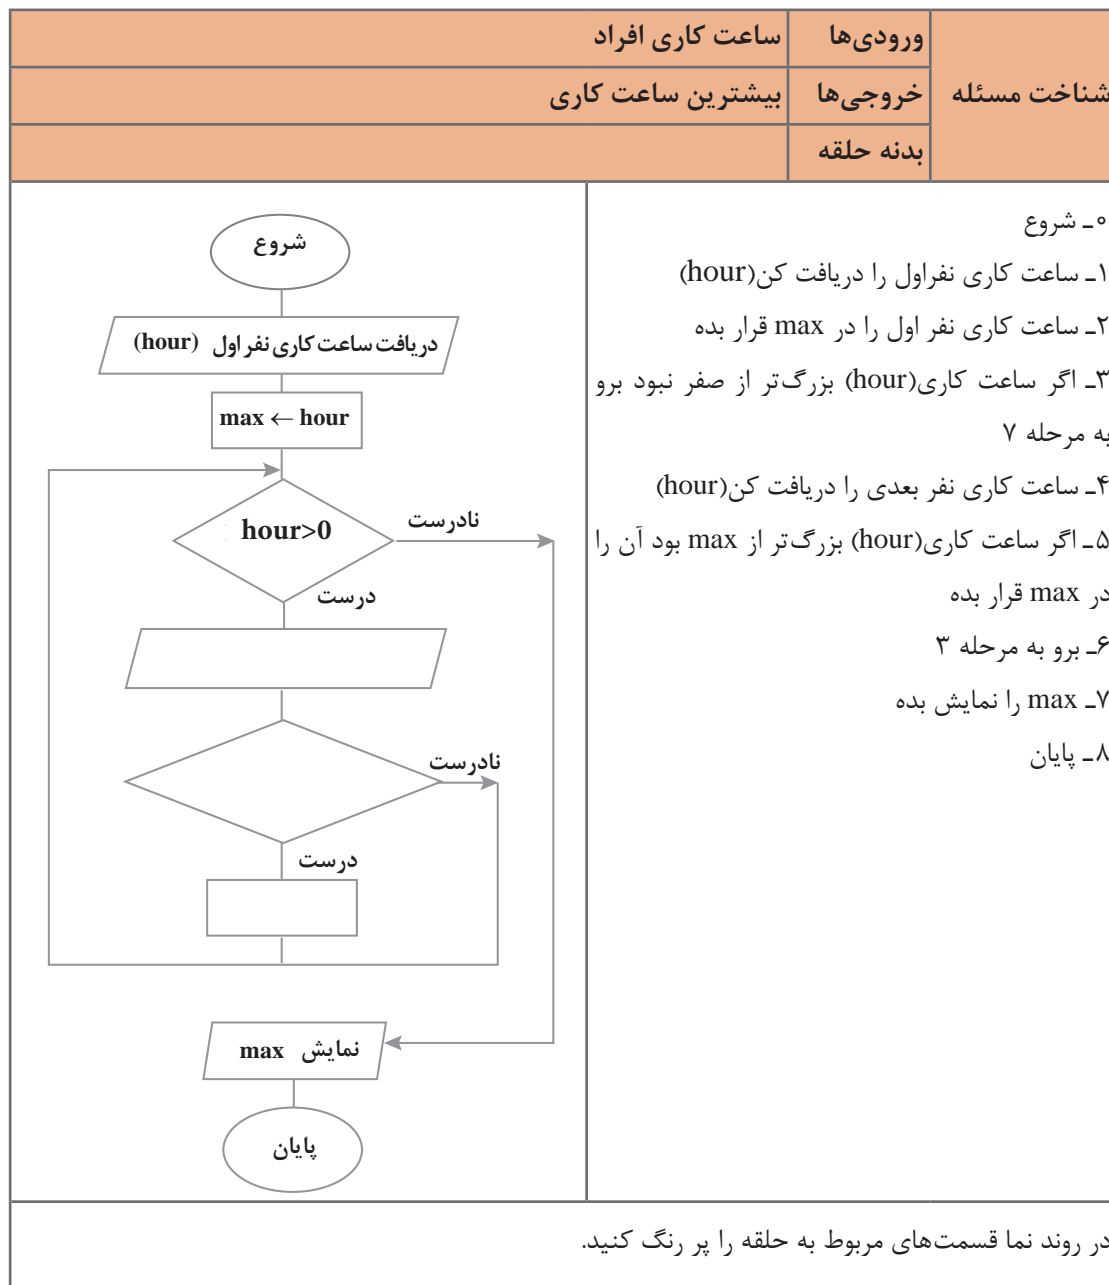 شناخت مسئله
ورودی‌ها
ساعت کاری افراد
خروجی‌ها
بیشترین ساعت کاری
بدنه حلقه
۰ـ شروع
۱ـ ساعت کاری نفراول را دریافت کن(hour)
۲ـ ساعت کاری نفر اول را در max قرار بده
۳ـ اگر ساعت کاری(hour) بزرگ‌تر از صفر نبود برو
به مرحله ۷
۴ـ ساعت کاری نفر بعدی را دریافت کن(hour)
۵ـ اگر ساعت کاری(hour) بزرگ‌تر از max بود آن را
در max قرار بده
۶ـ برو به مرحله ۳
۷ـ max را نمایش بده
۸ـ پایان
شروع
دریافت ساعت کاری نفر اول (hour)
max ← hour
hour>0
نادرست
درست
نادرست
درست
نمایش max
پایان
در روند نما قسمت‌های مربوط به حلقه را پر رنگ کنید.